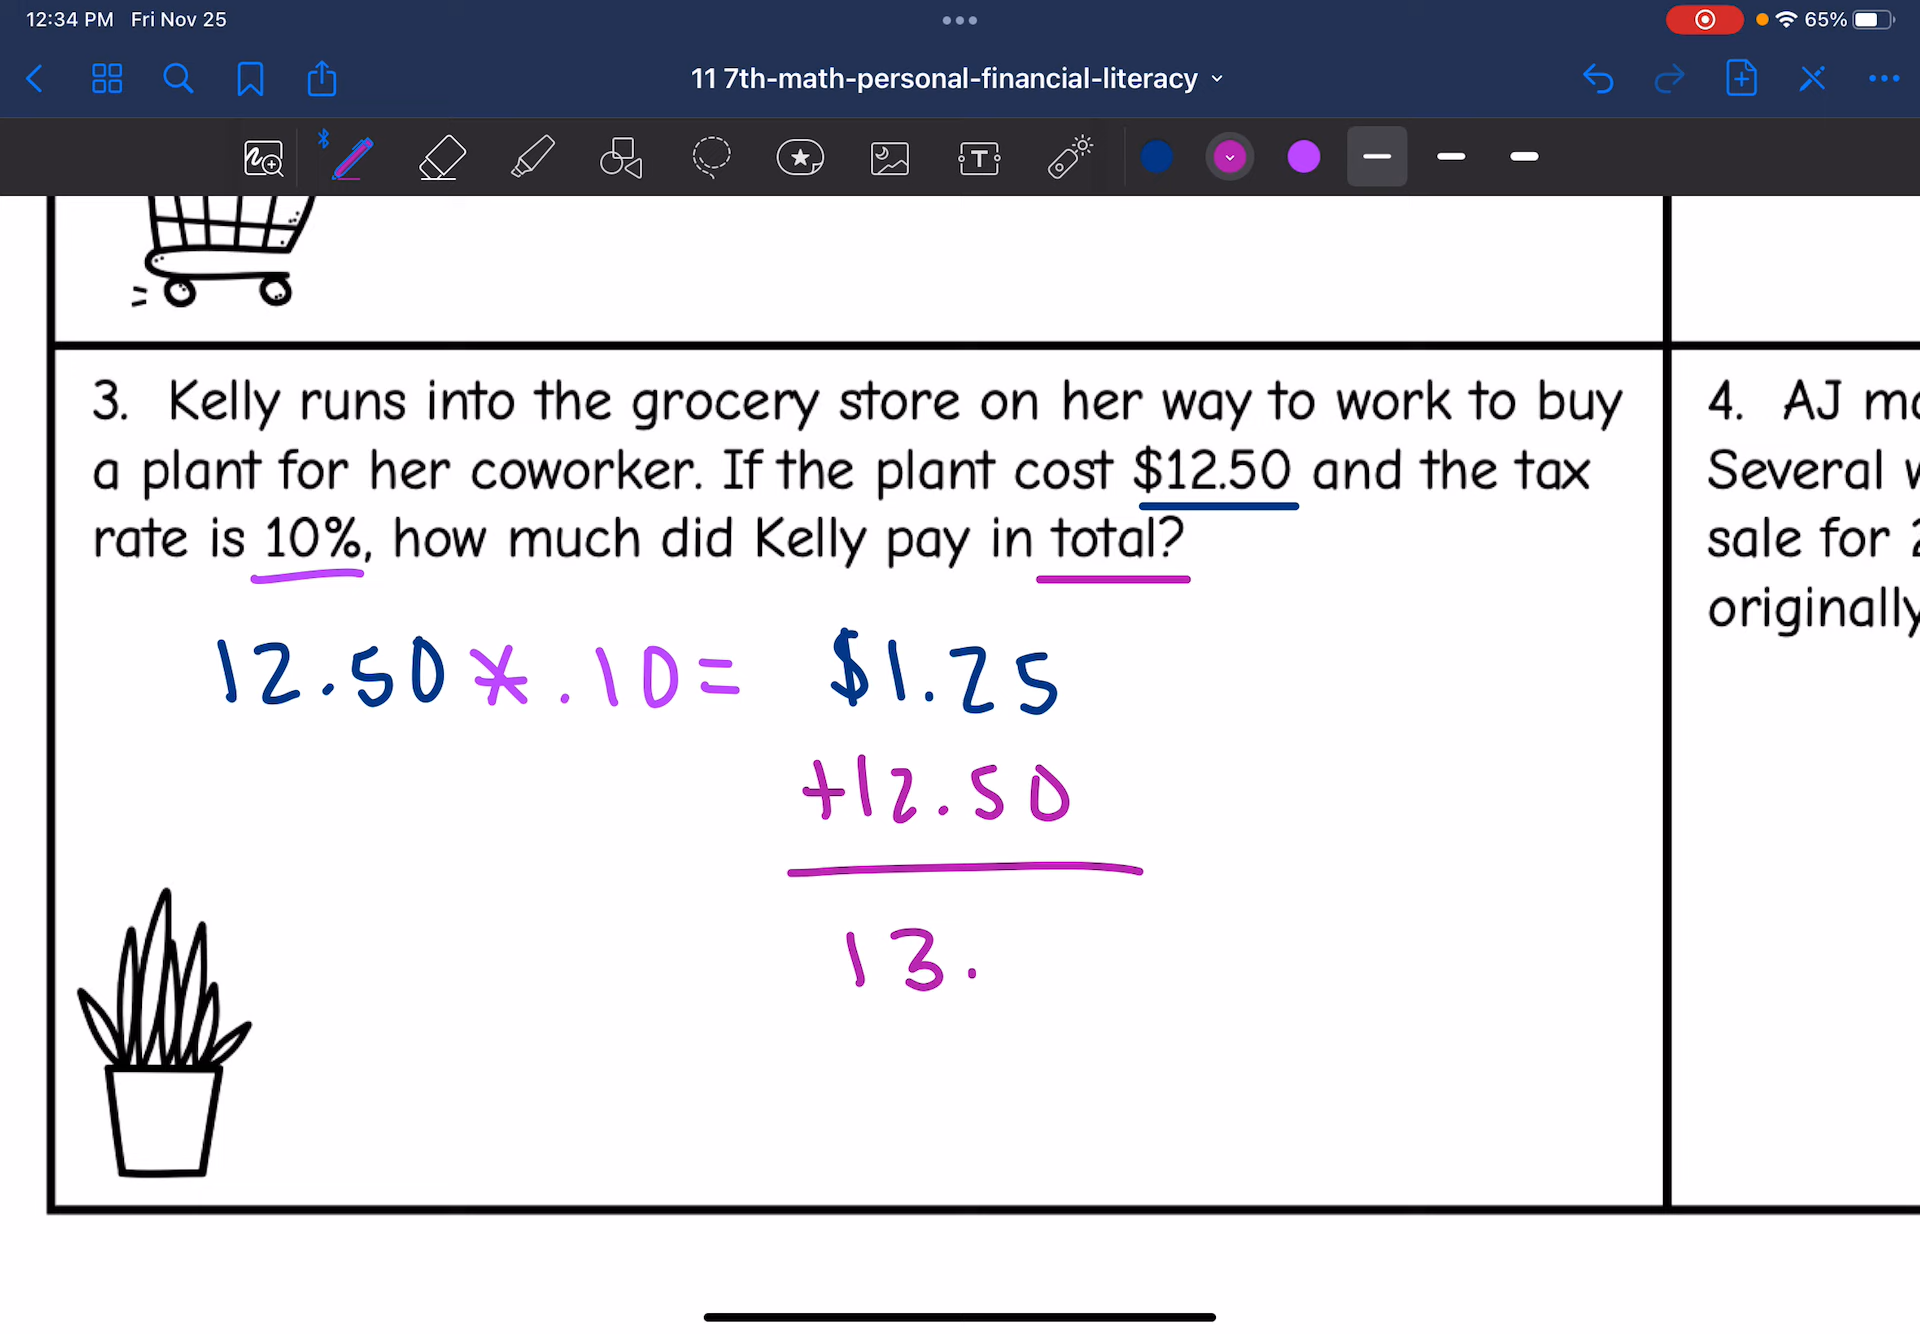 12:34 PM Fri Nov 25
65%
11 7th-math-personal-financial-literacy
T
3. Kelly runs into the grocery store on her way to work to buy
a plant for her coworker. If the plant cost $12.50 and the tax
rate is 10%, how much did Kelly pay in total?
12.50 * .10 = $1.25
+12.50
13.
4. AJ
Several
sale for
originally